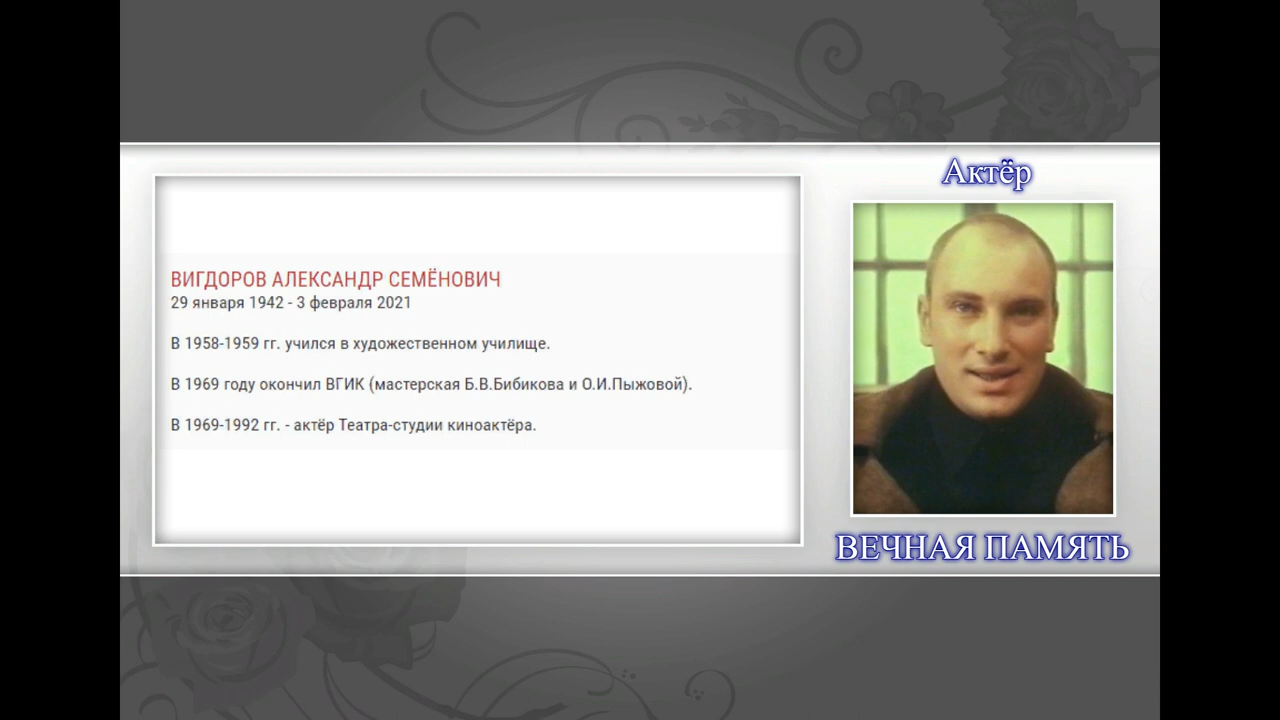 Актёр
ВИГДОРОВ АЛЕКСАНДР СЕМЁНОВИЧ
29 января 1942 - 3 февраля 2021
В 1958-1959 гг. учился в художественном училище.
В 1969 году окончил ВГИК (мастерская Б.В.Бибикова и О.И.Пыжовой).
В 1969-1992 гг. - актёр Театра-студии киноактёра.
ВЕЧНАЯ ПАМЯТЬ